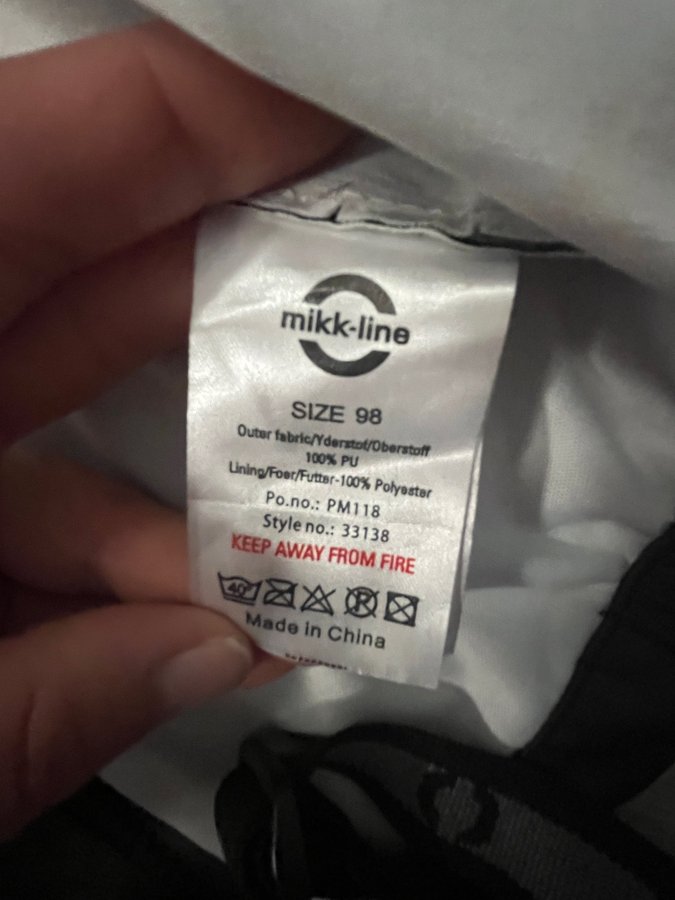 mikk-line
SIZE 98
Outer fabric/Yderstof/Oberstoff
100% PU
Lining/Foer/Futter-100% Polyester
Po.no.: PM118
Style no.: 33138
KEEP AWAY FROM FIRE
40°
P
Made in China